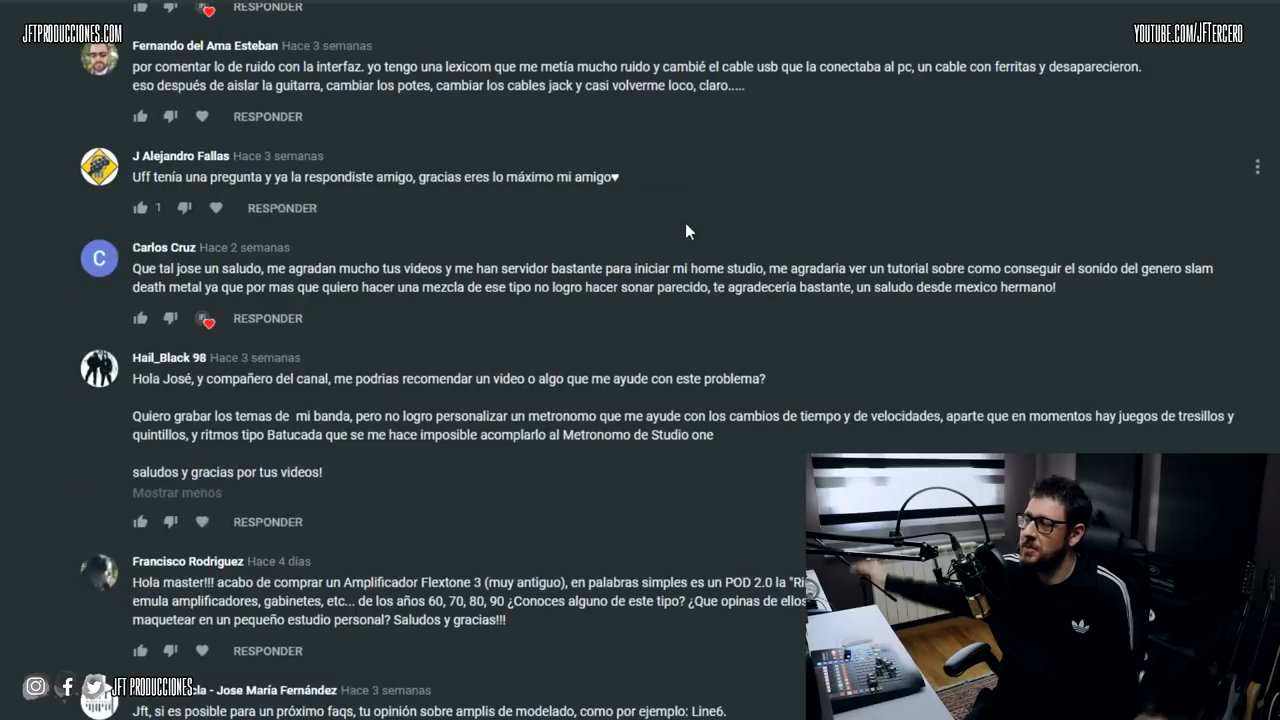 RESPONDER
JFTPRODUCCIONES.COM
YOUTUBE.COM/JFTERCERO
Fernando del Ama Esteban Hace 3 semanas
por comentar lo de ruido con la interfaz. yo tengo una lexicom que me metía mucho ruido y cambié el cable usb que la conectaba al pc, un cable con ferritas y desaparecieron.
eso después de aislar la guitarra, cambiar los potes, cambiar los cables jack y casi volverme loco, claro.....
RESPONDER
J Alejandro Fallas Hace 3 semanas
Uff tenía una pregunta y ya la respondiste amigo, gracias eres lo máximo mi amigo♥
1 RESPONDER
C
Carlos Cruz Hace 2 semanas
Que tal jose un saludo, me agradan mucho tus videos y me han servidor bastante para iniciar mi home studio, me agradaria ver un tutorial sobre como conseguir el sonido del genero slam
death metal ya que por mas que quiero hacer una mezcla de ese tipo no logro hacer sonar parecido, te agradeceria bastante, un saludo desde mexico hermano!
RESPONDER
Hail_Black 98 Hace 3 semanas
Hola José, y compañero del canal, me podrias recomendar un video o algo que me ayude con este problema?
Quiero grabar los temas de mi banda, pero no logro personalizar un metronomo que me ayude con los cambios de tiempo y de velocidades, aparte que en momentos hay juegos de tresillos y
quintillos, y ritmos tipo Batucada que se me hace imposible acomplarlo al Metronomo de Studio one
saludos y gracias por tus videos!
Mostrar menos
RESPONDER
Francisco Rodriguez Hace 4 días
Hola master!!! acabo de comprar un Amplificador Flextone 3 (muy antiguo), en palabras simples es un POD 2.0 la "Ri
emula amplificadores, gabinetes, etc... de los años 60, 70, 80, 90 ¿Conoces alguno de este tipo? ¿Que opinas de ellos
maquetear en un pequeño estudio personal? Saludos y gracias!!!
RESPONDER
JFT PRODUCCIONES
cla - Jose María Fernández Hace 3 semanas
Jft, si es posible para un próximo faqs, tu opinión sobre amplis de modelado, como por ejemplo: Line6.